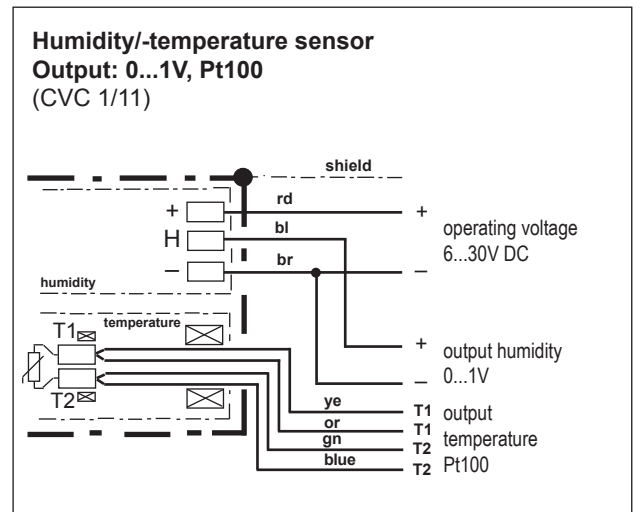 Humidity/-temperature sensor
Output: 0...1V, Pt100
(CVC 1/11)
shield
rd
+
+
operating voltage
H
bl
6...30V DC
–
br
–
humidity
temperature
T1
+
output humidity
–
0...1V
T2
ye
T1
output
or
T1
temperature
gn
T2
Pt100
blue
T2